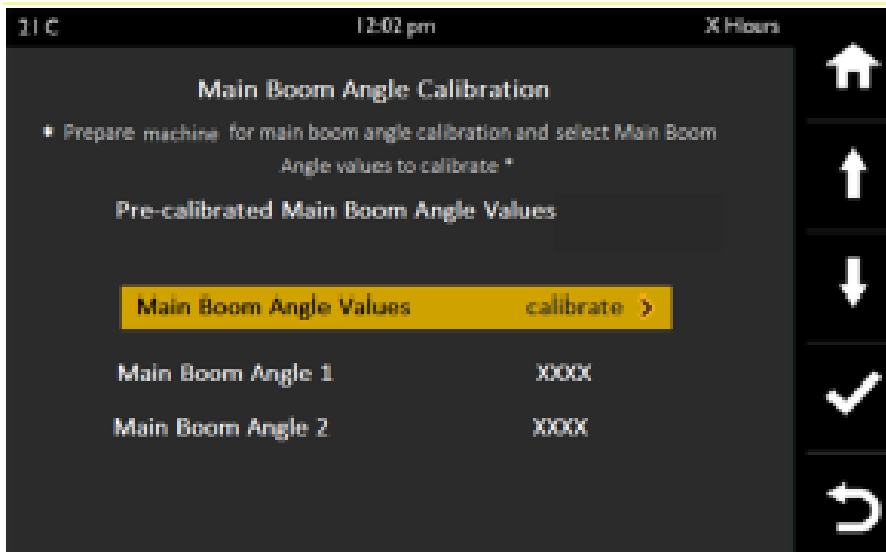 21C 12:02 pm X Hours
Main Boom Angle Calibration
* Prepare machine for main boom angle calibration and select Main Boom
Angle values to calibrate *
Pre-calibrated Main Boom Angle Values
Main Boom Angle Values calibrate >
Main Boom Angle 1 XXXX
Main Boom Angle 2 XXXX